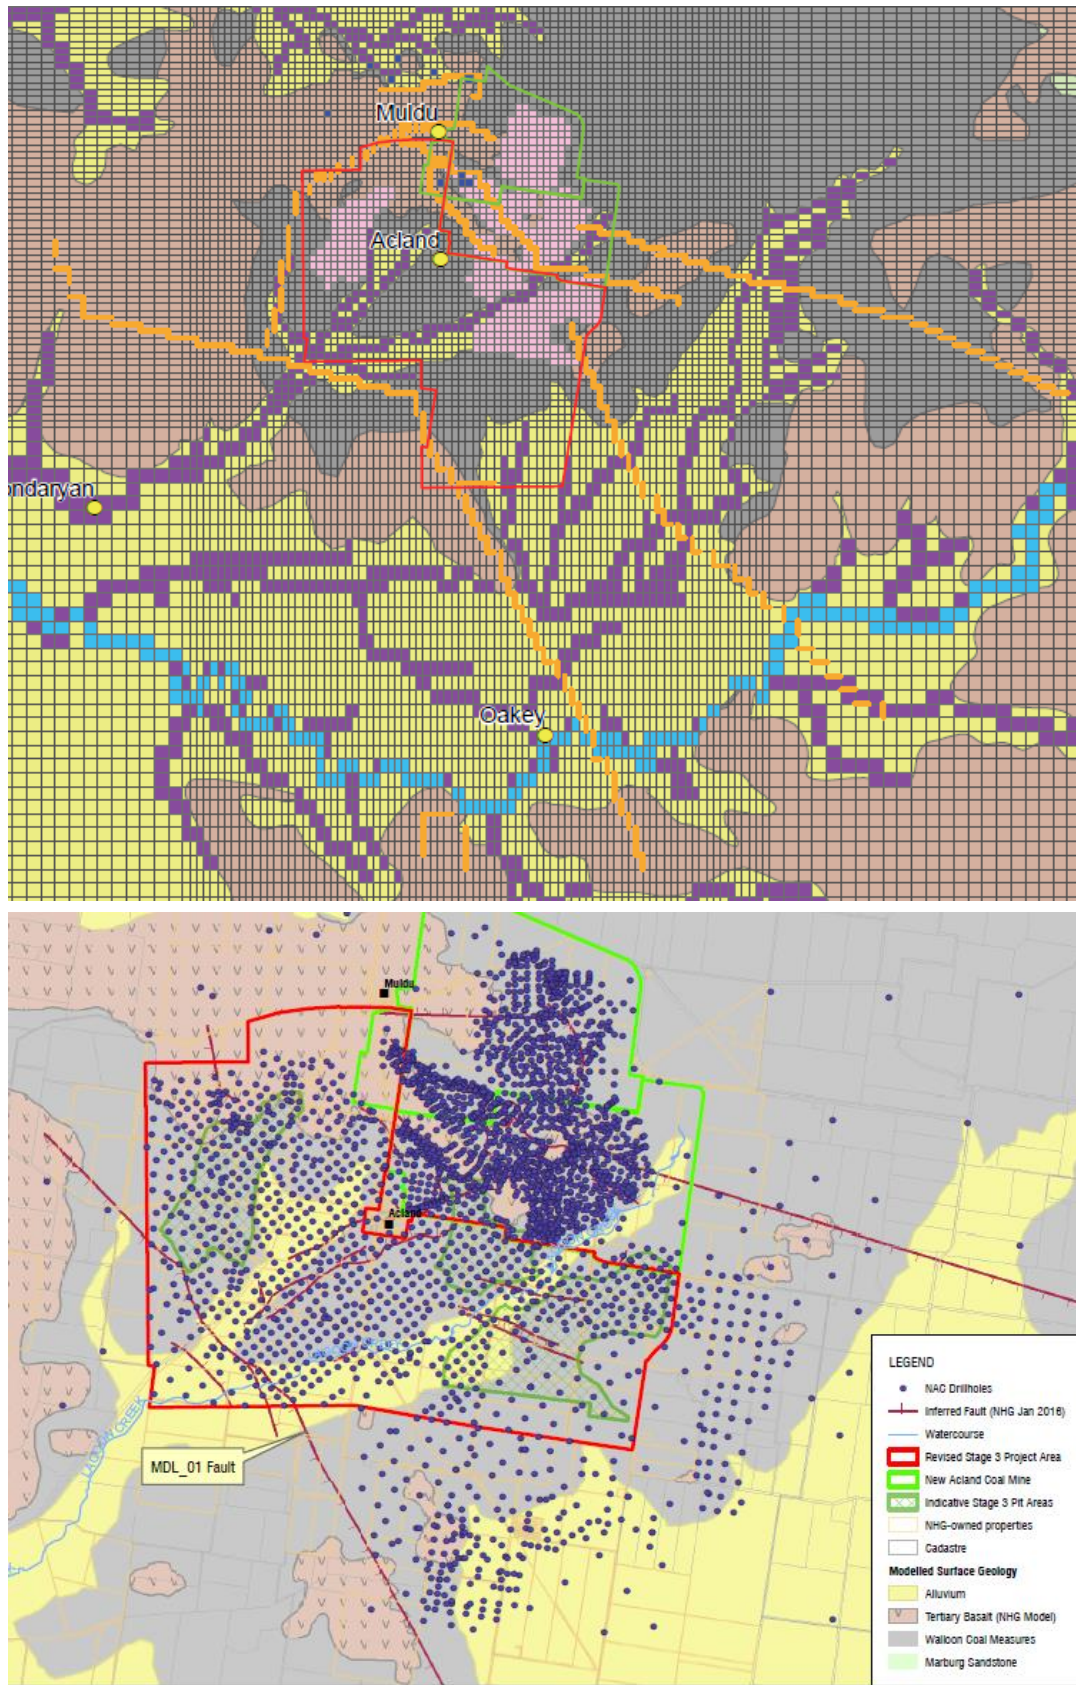 Muldu
Acland
ondaryan
Oakey
Muldu
Acland
MDL_01 Fault
LEGEND
NAC Drillholes
Inferred Fault (NHG Jan 2016)
Watercourse
Revised Stage 3 Project Area
New Acland Coal Mine
Indicative Stage 3 Pit Areas
NHG-owned properties
Cadastre
Modelled Surface Geology
Alluvium
V
Tertiary Basalt (NHG Model)
Walloon Coal Measures
Marburg Sandstone